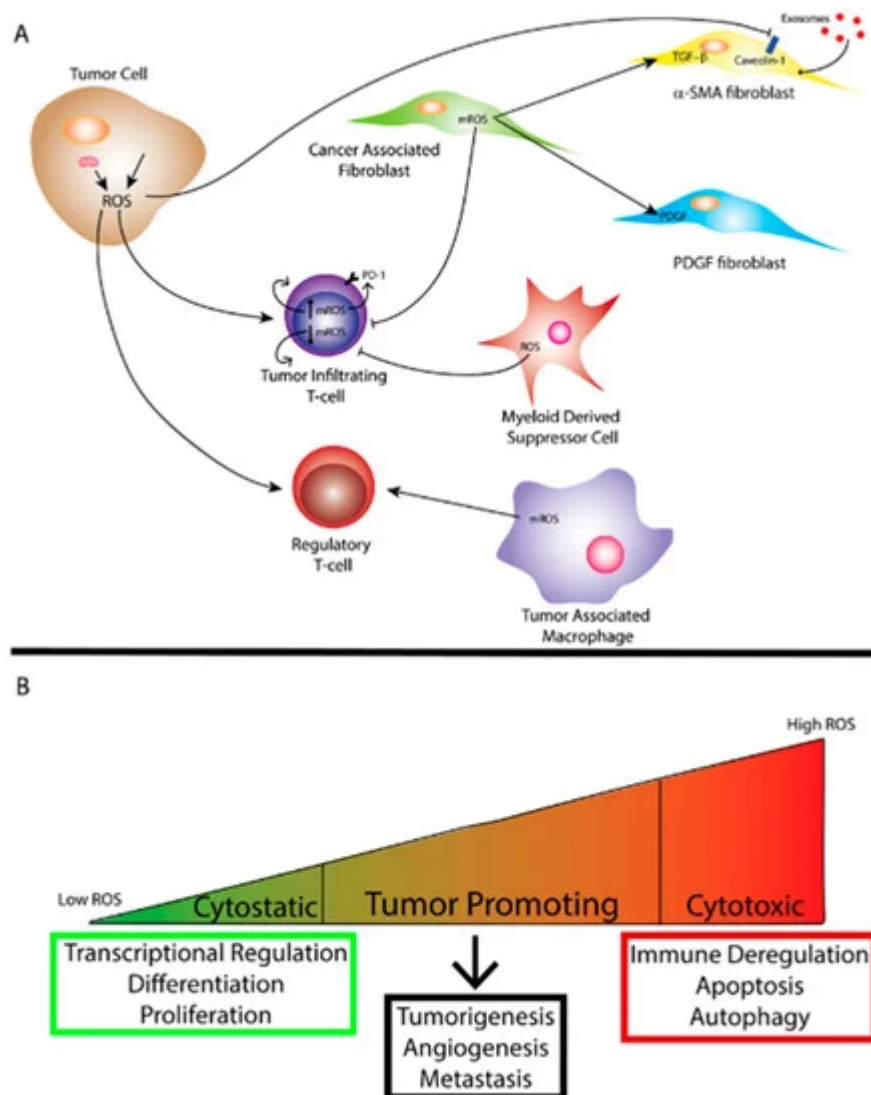 A
Tumor Cell
ROS
Cancer Associated
Fibroblast
mROS
Exosomes
TGF-β
Caveolin-1
α-SMA fibroblast
PDGF
PDGF fibroblast
PD-1
mROS
mROS
Tumor Infiltrating
T-cell
ROS
Myeloid Derived
Suppressor Cell
Regulatory
T-cell
mROS
Tumor Associated
Macrophage
B
High ROS
Low ROS
Cytostatic
Tumor Promoting
Cytotoxic
Transcriptional Regulation
Differentiation
Proliferation
Tumorigenesis
Angiogenesis
Metastasis
Immune Deregulation
Apoptosis
Autophagy